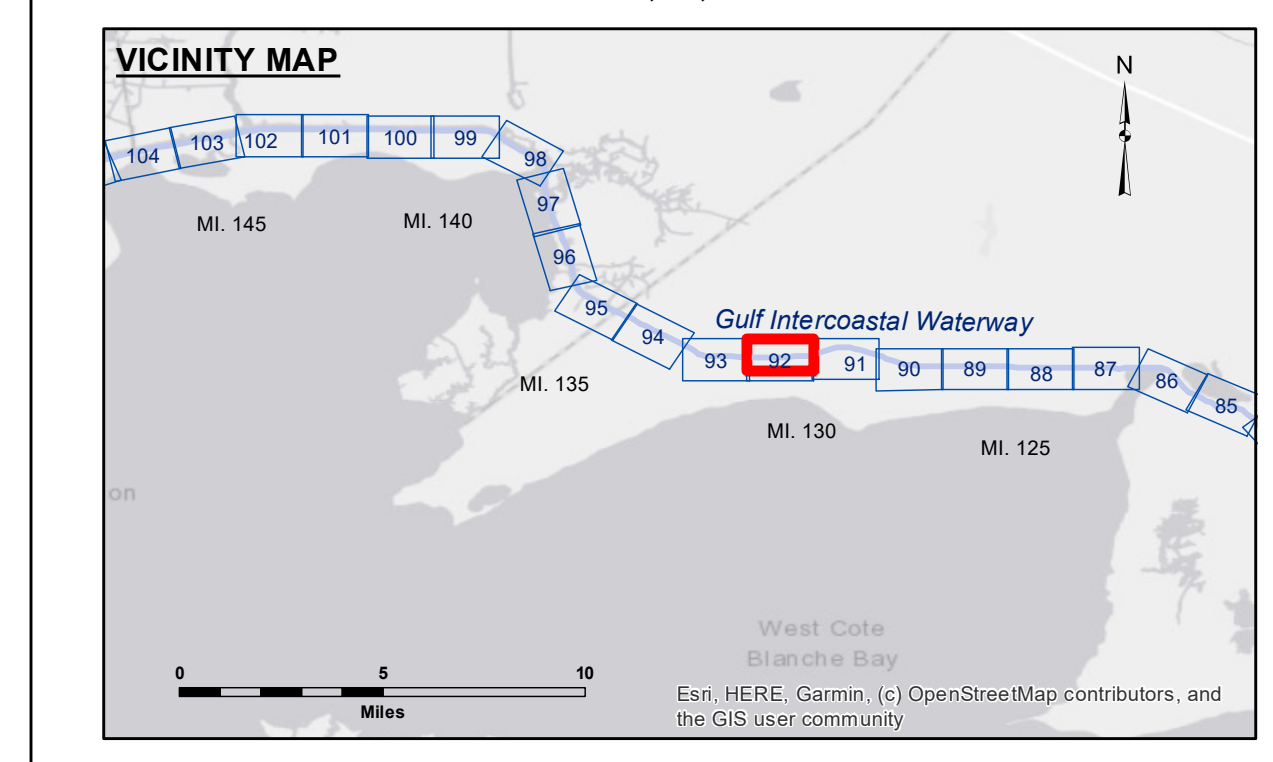 VICINITY MAP
N
104 103 102 101 100 99
98
97
MI. 145 MI. 140
96
95
94
Gulf Intercoastal Waterway
93 92 91 90 89 88 87 86
85
MI. 135
MI. 130
MI. 125
on
West Cote
Blanche Bay
0 5 10
Miles
Esri, HERE, Garmin, (c) OpenStreetMap contributors, and
the GIS user community